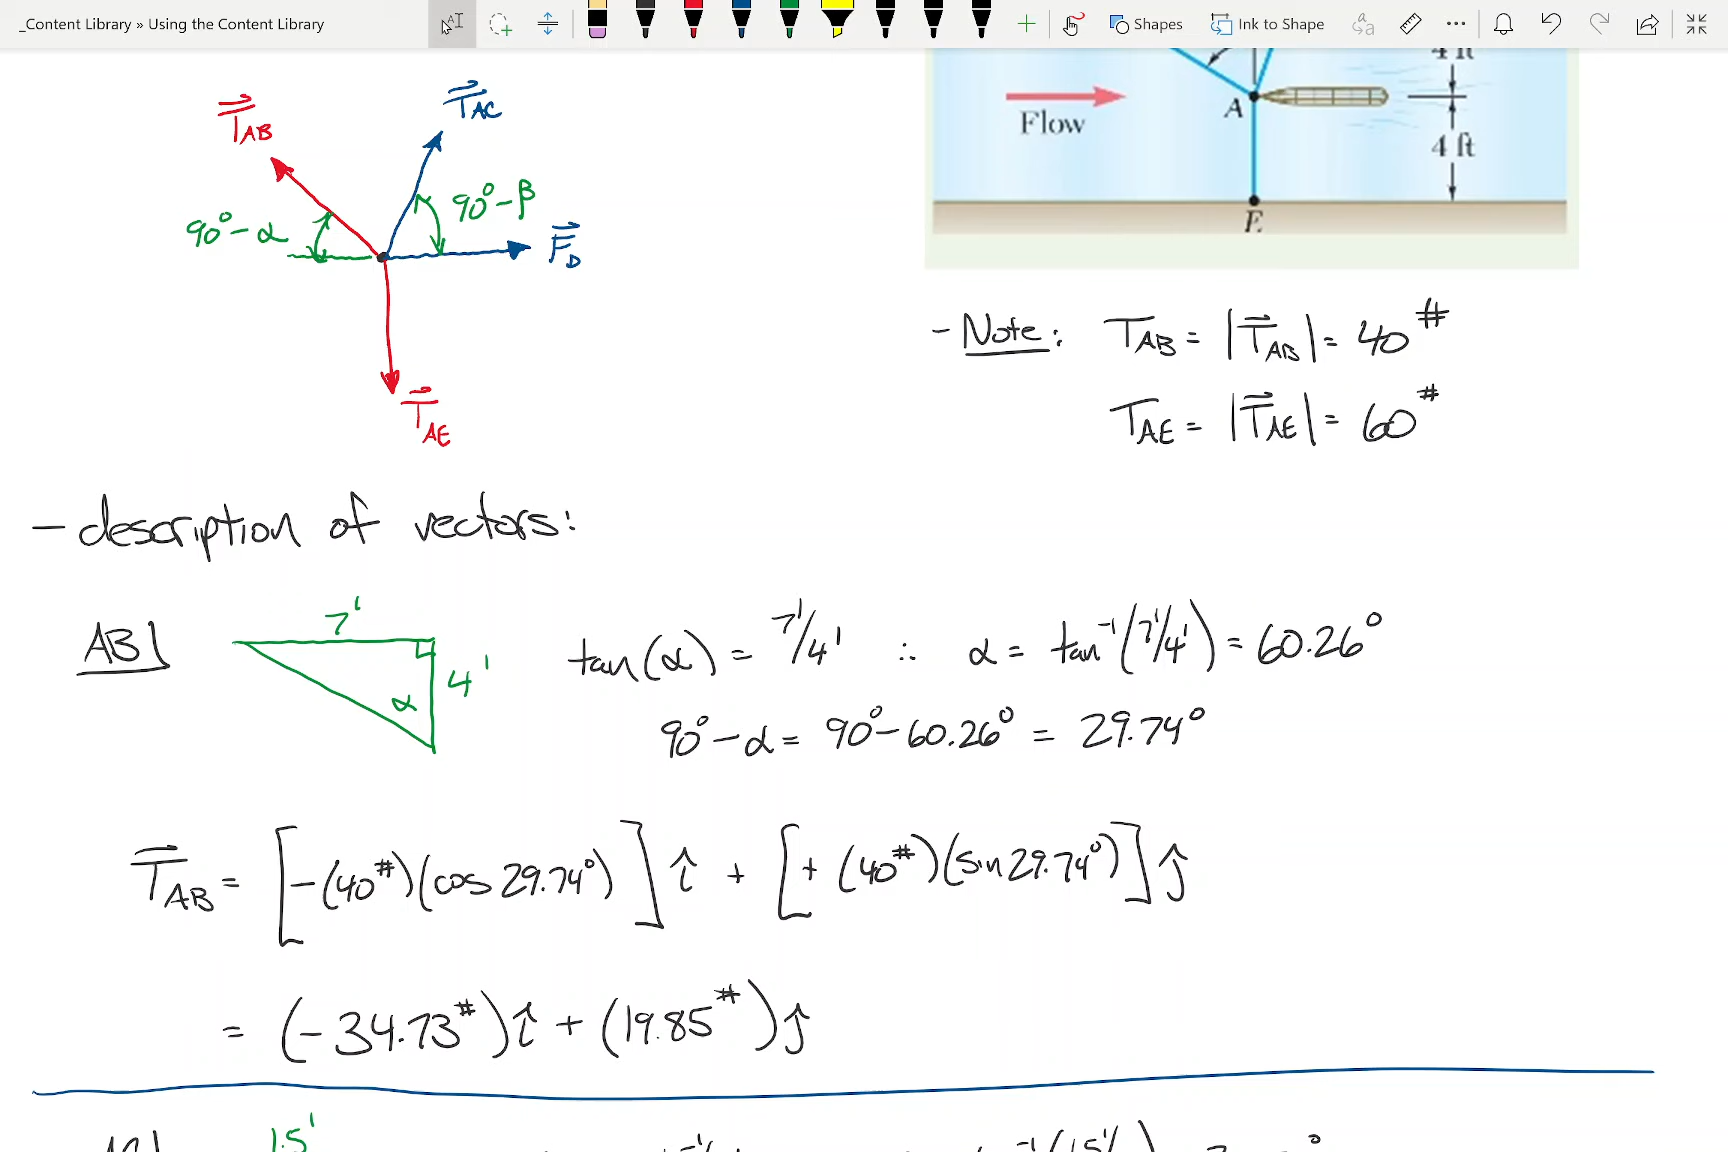 _Content Library » Using the Content Library
Shapes
Ink to Shape
T⃗AB
T⃗AC
90°-α
90°-β
F⃗D
T⃗AE
Flow
A
4 ft
4 ft
E
- Note: TAB = |T⃗AB| = 40#
TAE = |T⃗AE| = 60#
- description of vectors:
AB|
7'
4'
α
tan(α) = 7'/4' ∴ α = tan⁻¹(7'/4') = 60.26°
90°-α = 90°-60.26° = 29.74°
T⃗AB = [-(40#)(cos 29.74°)] î + [+(40#)(sin 29.74°)] ĵ
= (-34.73#)î + (19.85#)ĵ
1.5'